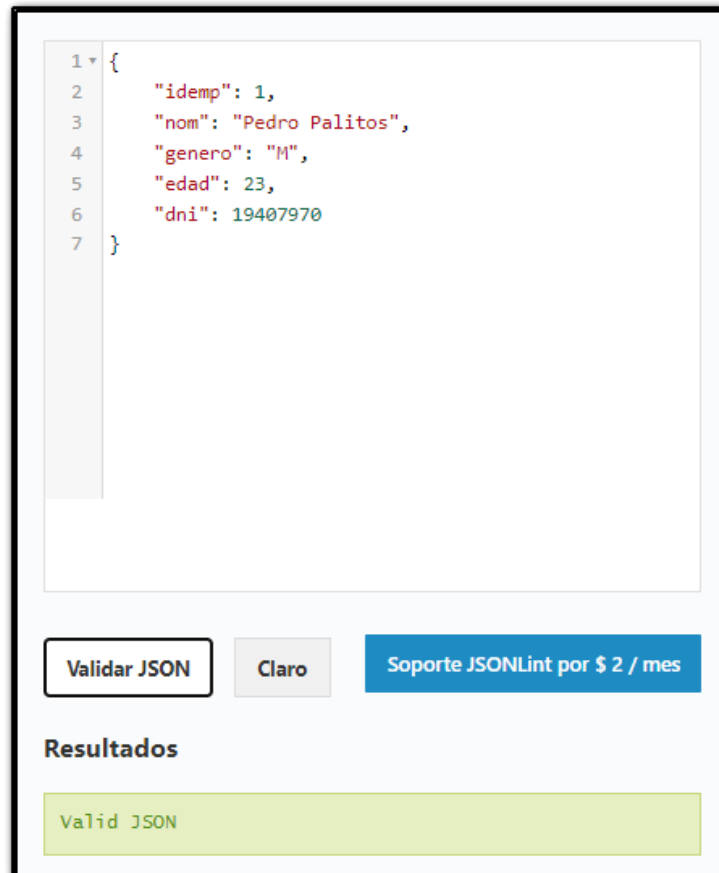 1 {
2     "idemp": 1,
3     "nom": "Pedro Palitos",
4     "genero": "M",
5     "edad": 23,
6     "dni": 19407970
7 }
Validar JSON Claro Soporte JSONLint por $ 2 / mes
Resultados
Valid JSON